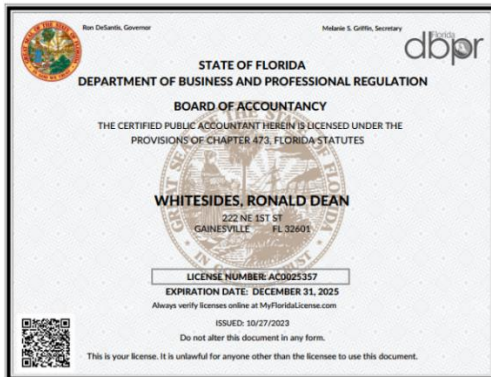 Ron DeSantis, Governor
Melanie S. Griffin, Secretary
Florida
dbpr
STATE OF FLORIDA
DEPARTMENT OF BUSINESS AND PROFESSIONAL REGULATION
BOARD OF ACCOUNTANCY
THE CERTIFIED PUBLIC ACCOUNTANT HEREIN IS LICENSED UNDER THE
PROVISIONS OF CHAPTER 473, FLORIDA STATUTES
WHITESIDES, RONALD DEAN
222 NE 1ST ST
GAINESVILLE FL 32601
LICENSE NUMBER: AC0025357
EXPIRATION DATE: DECEMBER 31, 2025
Always verify licenses online at MyFloridaLicense.com
ISSUED: 10/27/2023
Do not alter this document in any form.
This is your license. It is unlawful for anyone other than the licensee to use this document.